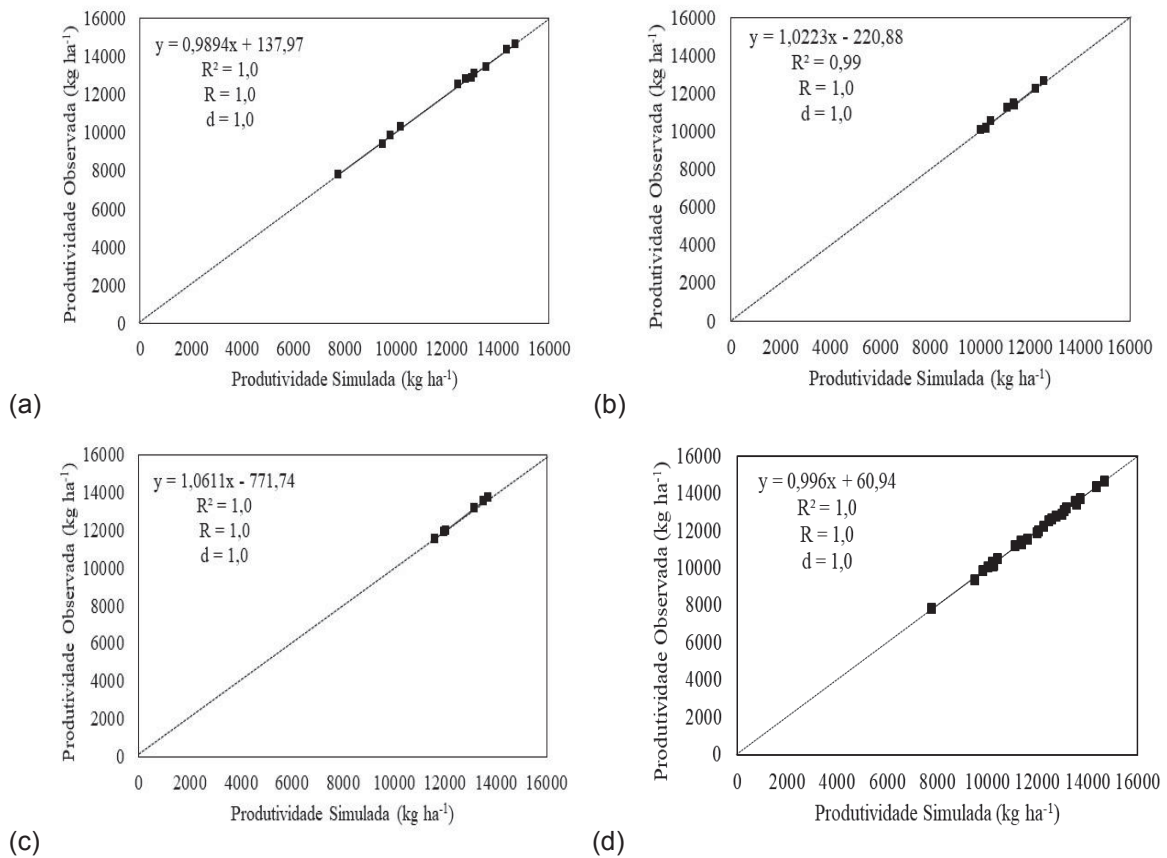 Produtividade Observada (kg ha⁻¹)
16000
14000
12000
10000
8000
6000
4000
2000
0
y = 0,9894x + 137,97
R² = 1,0
R = 1,0
d = 1,0
0 2000 4000 6000 8000 10000 12000 14000 16000
Produtividade Simulada (kg ha⁻¹)
(a)
Produtividade Observada (kg ha⁻¹)
16000
14000
12000
10000
8000
6000
4000
2000
0
y = 1,0223x - 220,88
R² = 0,99
R = 1,0
d = 1,0
0 2000 4000 6000 8000 10000 12000 14000 16000
Produtividade Simulada (kg ha⁻¹)
(b)
Produtividade Observada (kg ha⁻¹)
16000
14000
12000
10000
8000
6000
4000
2000
0
y = 1,0611x - 771,74
R² = 1,0
R = 1,0
d = 1,0
0 2000 4000 6000 8000 10000 12000 14000 16000
Produtividade Simulada (kg ha⁻¹)
(c)
Produtividade Observada (kg ha⁻¹)
16000
14000
12000
10000
8000
6000
4000
2000
0
y = 0,996x + 60,94
R² = 1,0
R = 1,0
d = 1,0
0 2000 4000 6000 8000 10000 12000 14000 16000
Produtividade Simulada (kg ha⁻¹)
(d)